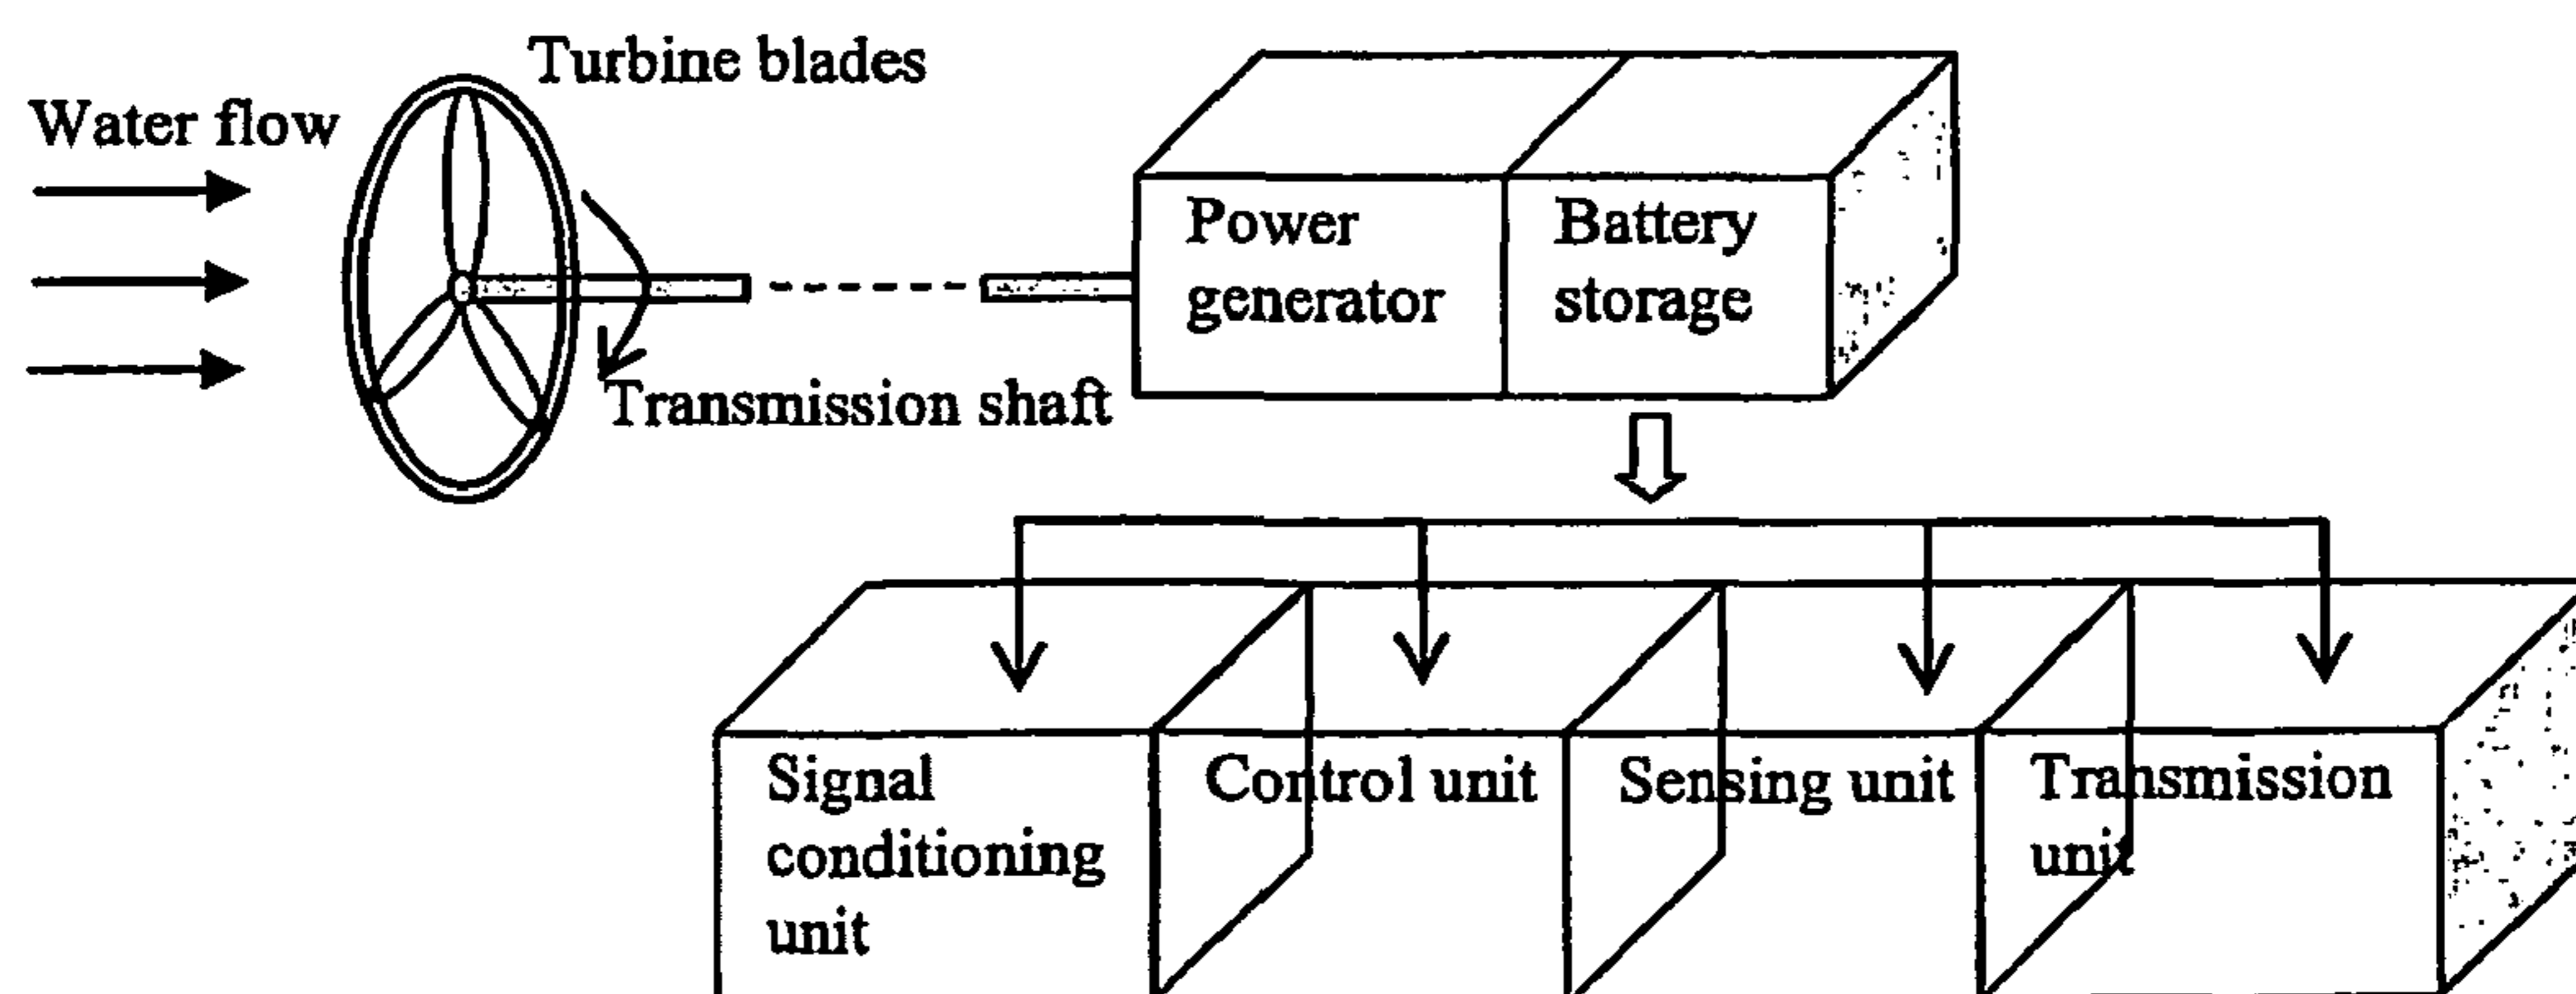 Turbine blades
Water flow
Power
generator
Battery
storage
Transmission shaft
Signal
conditioning
unit
Control unit
Sensing unit
Transmission
unit